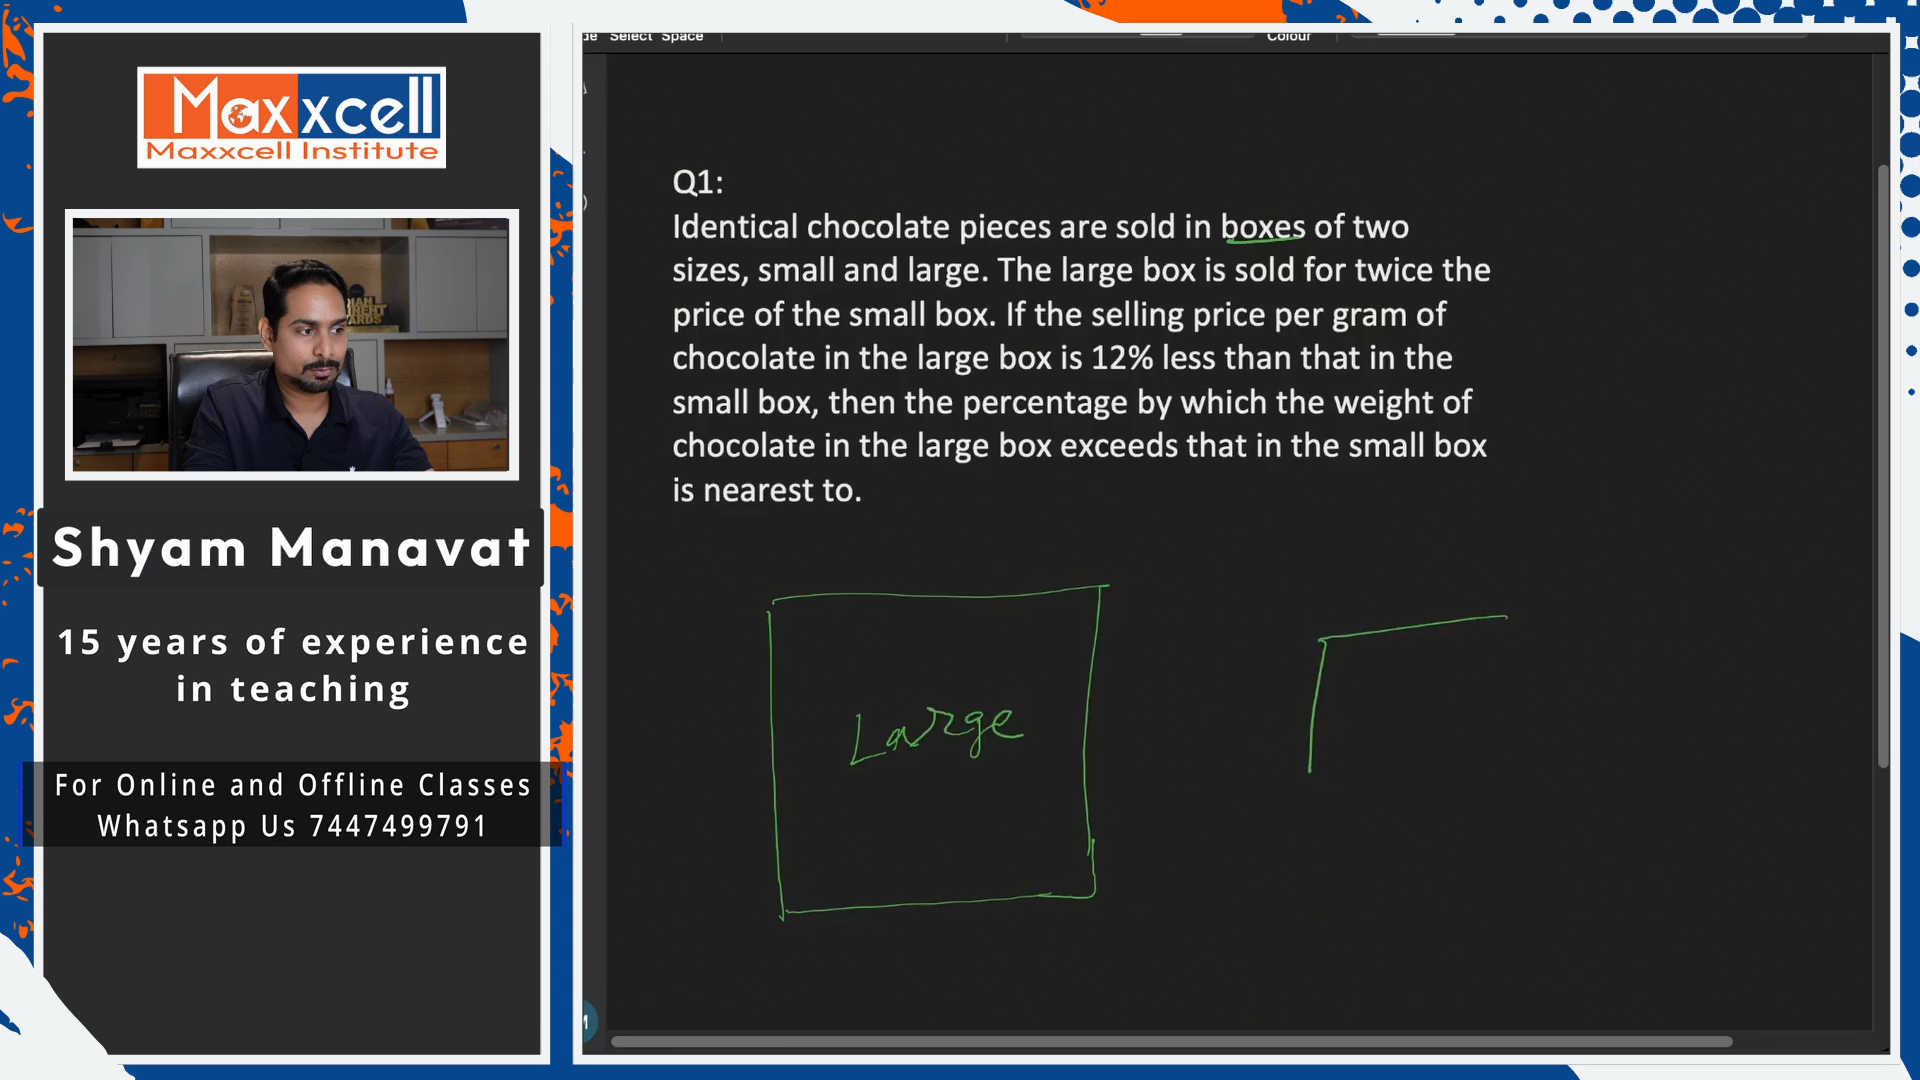 Maxxcell
Maxxcell Institute
Shyam Manavat
15 years of experience
in teaching
For Online and Offline Classes
Whatsapp Us 7447499791
Select Space
Colour
Q1:
Identical chocolate pieces are sold in boxes of two
sizes, small and large. The large box is sold for twice the
price of the small box. If the selling price per gram of
chocolate in the large box is 12% less than that in the
small box, then the percentage by which the weight of
chocolate in the large box exceeds that in the small box
is nearest to.
Large